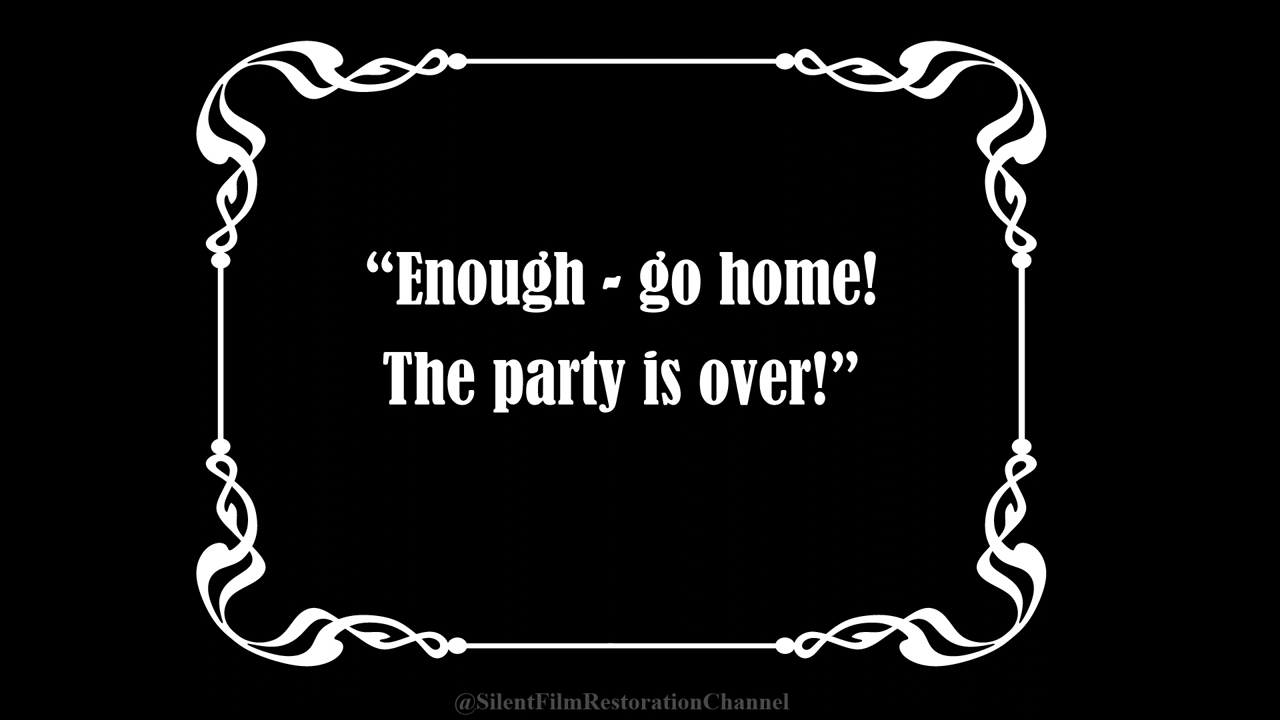 “Enough - go home!
The party is over!”
@SilentFilmRestorationChannel